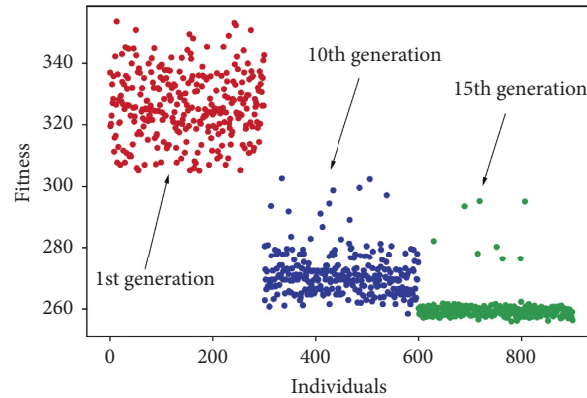 340
320
300
280
260
Fitness
10th generation
15th generation
1st generation
0
200
400
600
800
Individuals